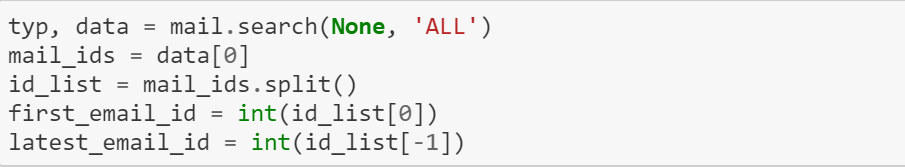 typ, data = mail.search(None, 'ALL')
mail_ids = data[0]
id_list = mail_ids.split()
first_email_id = int(id_list[0])
latest_email_id = int(id_list[-1])